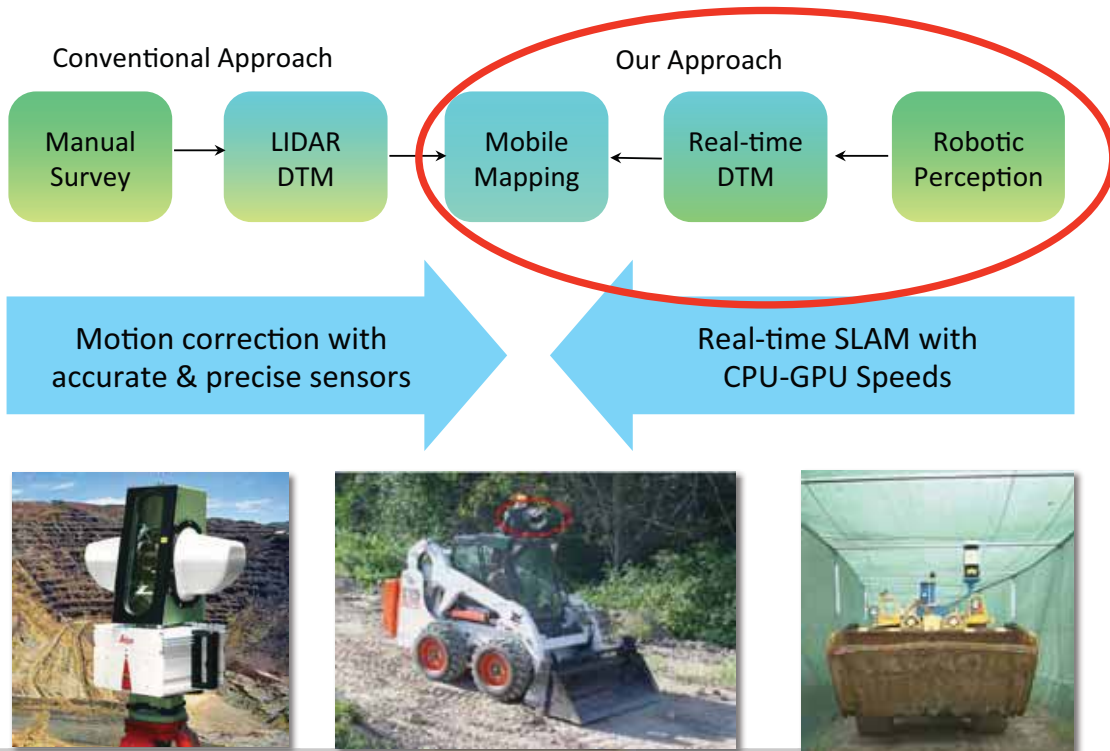 Conventional Approach
Our Approach
Manual
Survey
LIDAR
DTM
Mobile
Mapping
Real-time
DTM
Robotic
Perception
Motion correction with
accurate & precise sensors
Real-time SLAM with
CPU-GPU Speeds